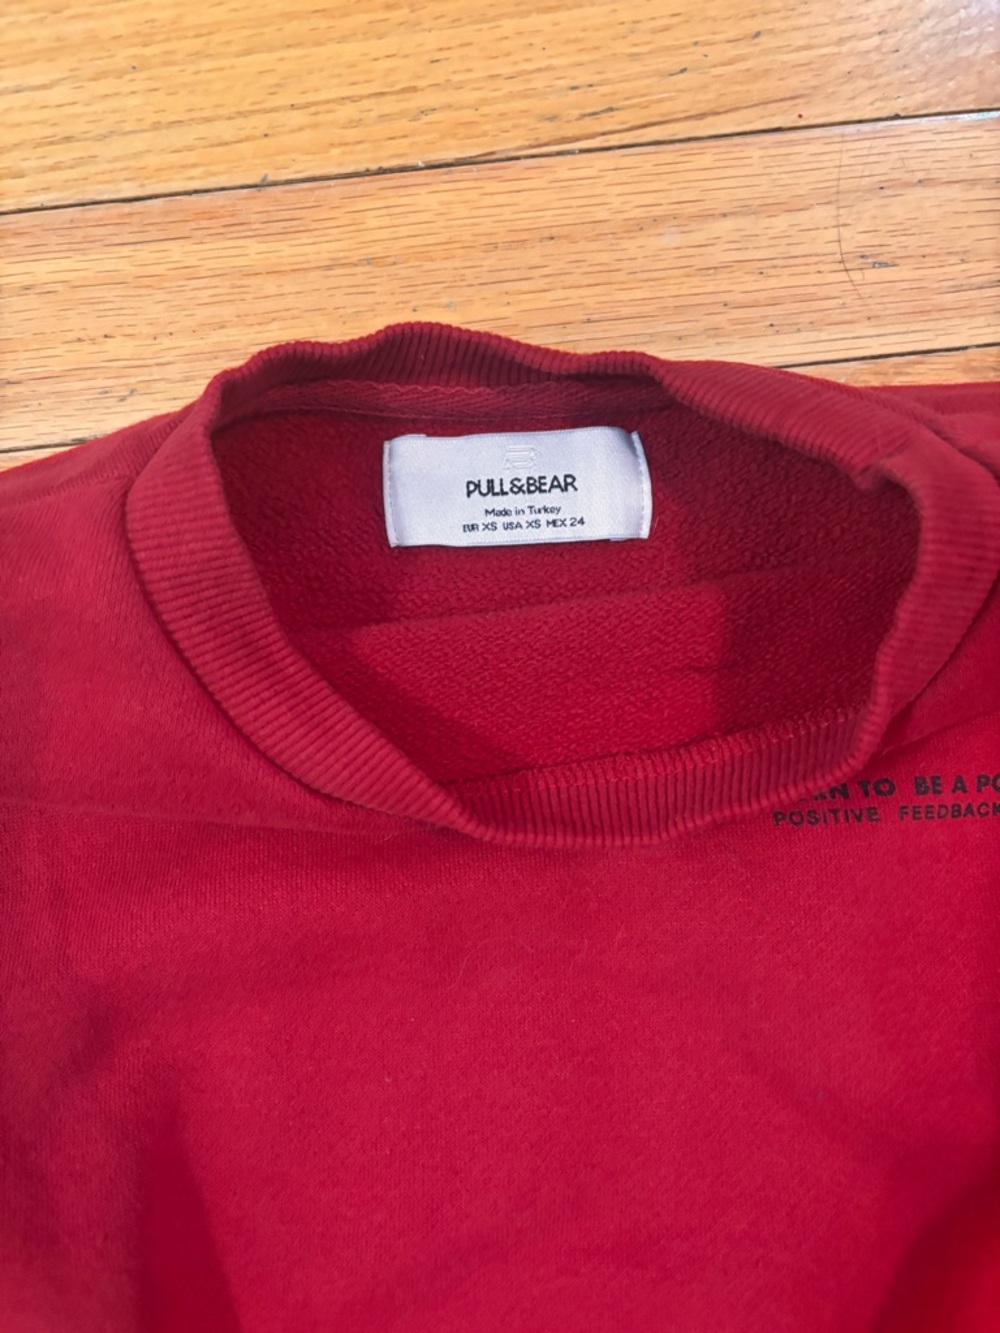 PULL&BEAR
Made in Turkey
EUR XS USA XS MEX 24
TO BE A
POSITIVE FEEDBACK